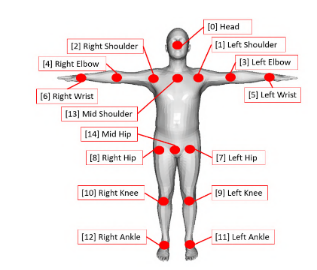 [0] Head
[2] Right Shoulder
[1] Left Shoulder
[4] Right Elbow
[3] Left Elbow
[6] Right Wrist
[5] Left Wrist
[13] Mid Shoulder
[14] Mid Hip
[8] Right Hip
[7] Left Hip
[10] Right Knee
[9] Left Knee
[12] Right Ankle
[11] Left Ankle